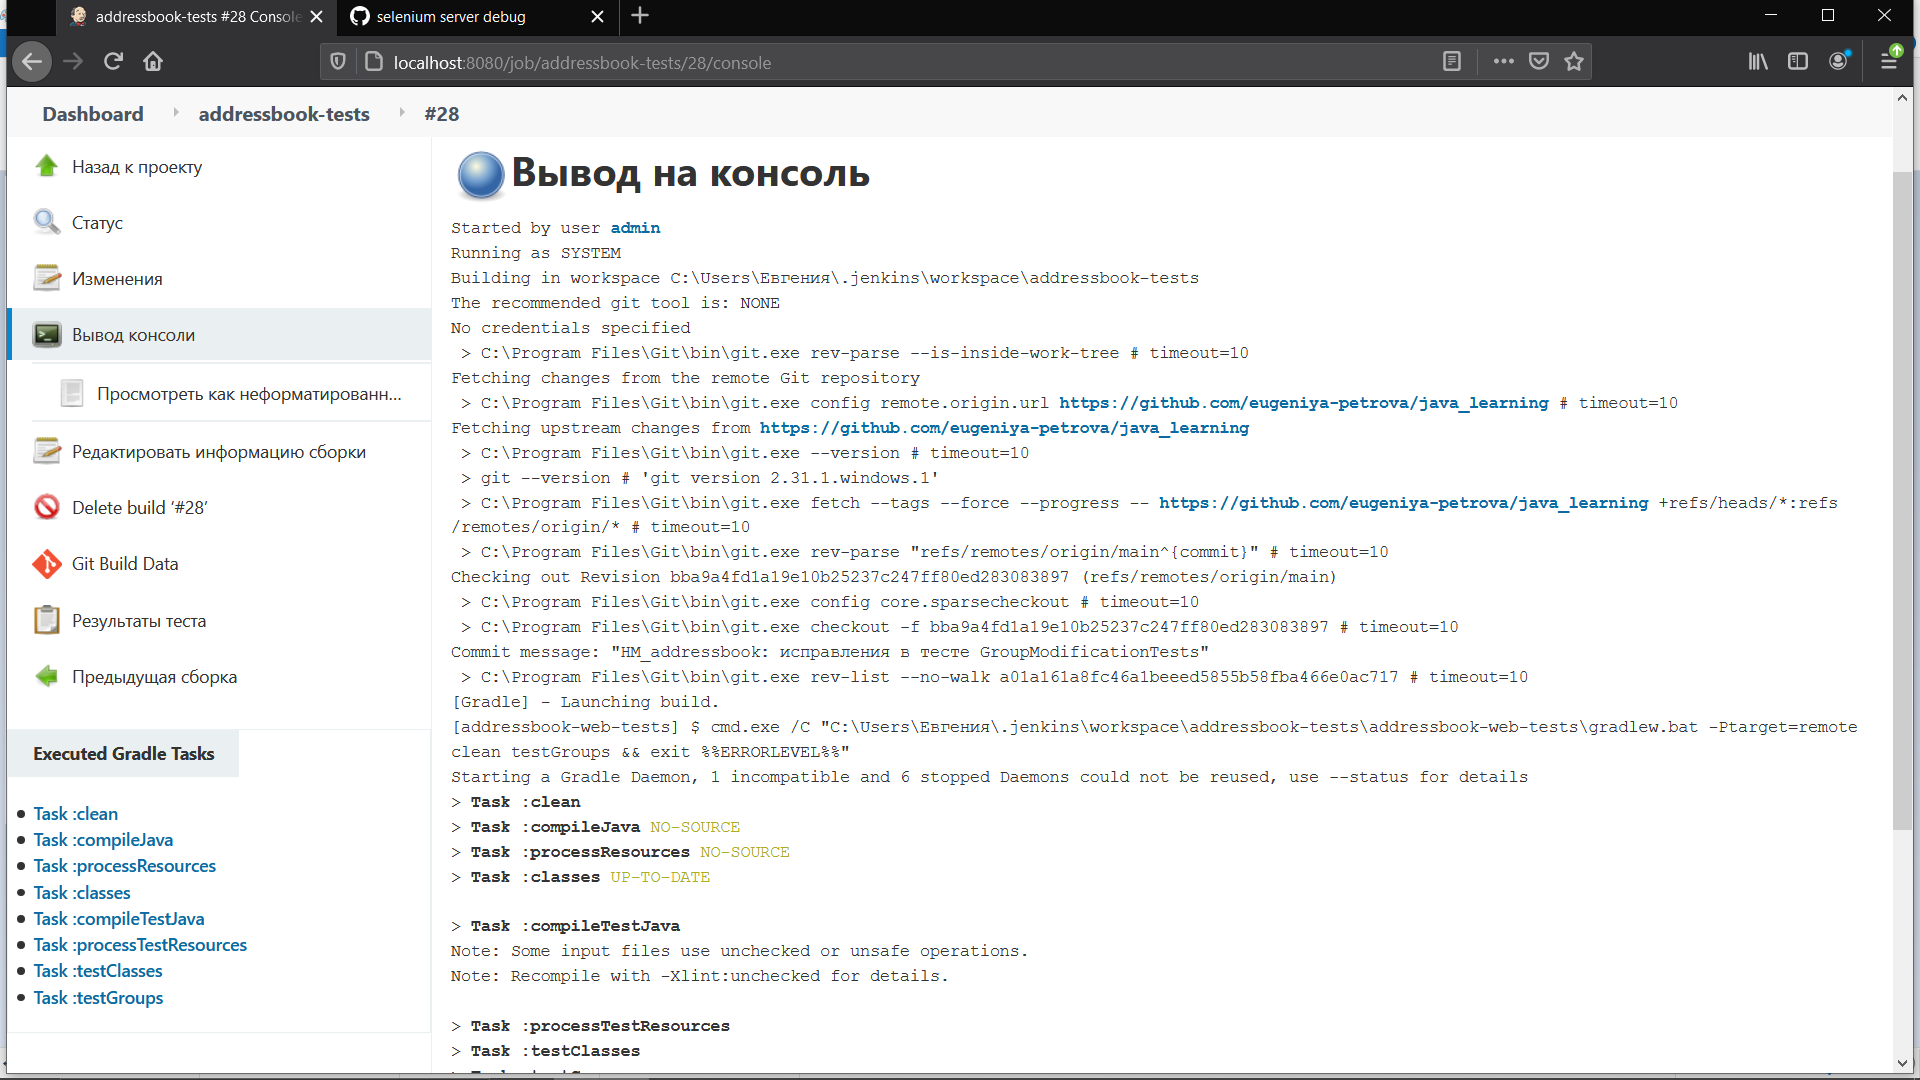 addressbook-tests #28 Console
selenium server debug
localhost:8080/job/addressbook-tests/28/console
Dashboard
addressbook-tests
#28
Назад к проекту
Статус
Изменения
Вывод консоли
Просмотреть как неформатированн...
Редактировать информацию сборки
Delete build ‘#28’
Git Build Data
Результаты теста
Предыдущая сборка
Executed Gradle Tasks
Task :clean
Task :compileJava
Task :processResources
Task :classes
Task :compileTestJava
Task :processTestResources
Task :testClasses
Task :testGroups
Вывод на консоль
Started by user admin
Running as SYSTEM
Building in workspace C:\Users\Евгения\.jenkins\workspace\addressbook-tests
The recommended git tool is: NONE
No credentials specified
> C:\Program Files\Git\bin\git.exe rev-parse --is-inside-work-tree # timeout=10
Fetching changes from the remote Git repository
> C:\Program Files\Git\bin\git.exe config remote.origin.url https://github.com/eugeniya-petrova/java_learning # timeout=10
Fetching upstream changes from https://github.com/eugeniya-petrova/java_learning
> C:\Program Files\Git\bin\git.exe --version # timeout=10
> git --version # 'git version 2.31.1.windows.1'
> C:\Program Files\Git\bin\git.exe fetch --tags --force --progress -- https://github.com/eugeniya-petrova/java_learning +refs/heads/*:refs
/remotes/origin/* # timeout=10
> C:\Program Files\Git\bin\git.exe rev-parse "refs/remotes/origin/main^{commit}" # timeout=10
Checking out Revision bba9a4fd1a19e10b25237c247ff80ed283083897 (refs/remotes/origin/main)
> C:\Program Files\Git\bin\git.exe config core.sparsecheckout # timeout=10
> C:\Program Files\Git\bin\git.exe checkout -f bba9a4fd1a19e10b25237c247ff80ed283083897 # timeout=10
Commit message: "HM_addressbook: исправления в тесте GroupModificationTests"
> C:\Program Files\Git\bin\git.exe rev-list --no-walk a01a161a8fc46a1beeed5855b58fba466e0ac717 # timeout=10
[Gradle] - Launching build.
[addressbook-web-tests] $ cmd.exe /C "C:\Users\Евгения\.jenkins\workspace\addressbook-tests\addressbook-web-tests\gradlew.bat -Ptarget=remote
clean testGroups && exit %%ERRORLEVEL%%"
Starting a Gradle Daemon, 1 incompatible and 6 stopped Daemons could not be reused, use --status for details
> Task :clean
> Task :compileJava NO-SOURCE
> Task :processResources NO-SOURCE
> Task :classes UP-TO-DATE
> Task :compileTestJava
Note: Some input files use unchecked or unsafe operations.
Note: Recompile with -Xlint:unchecked for details.
> Task :processTestResources
> Task :testClasses